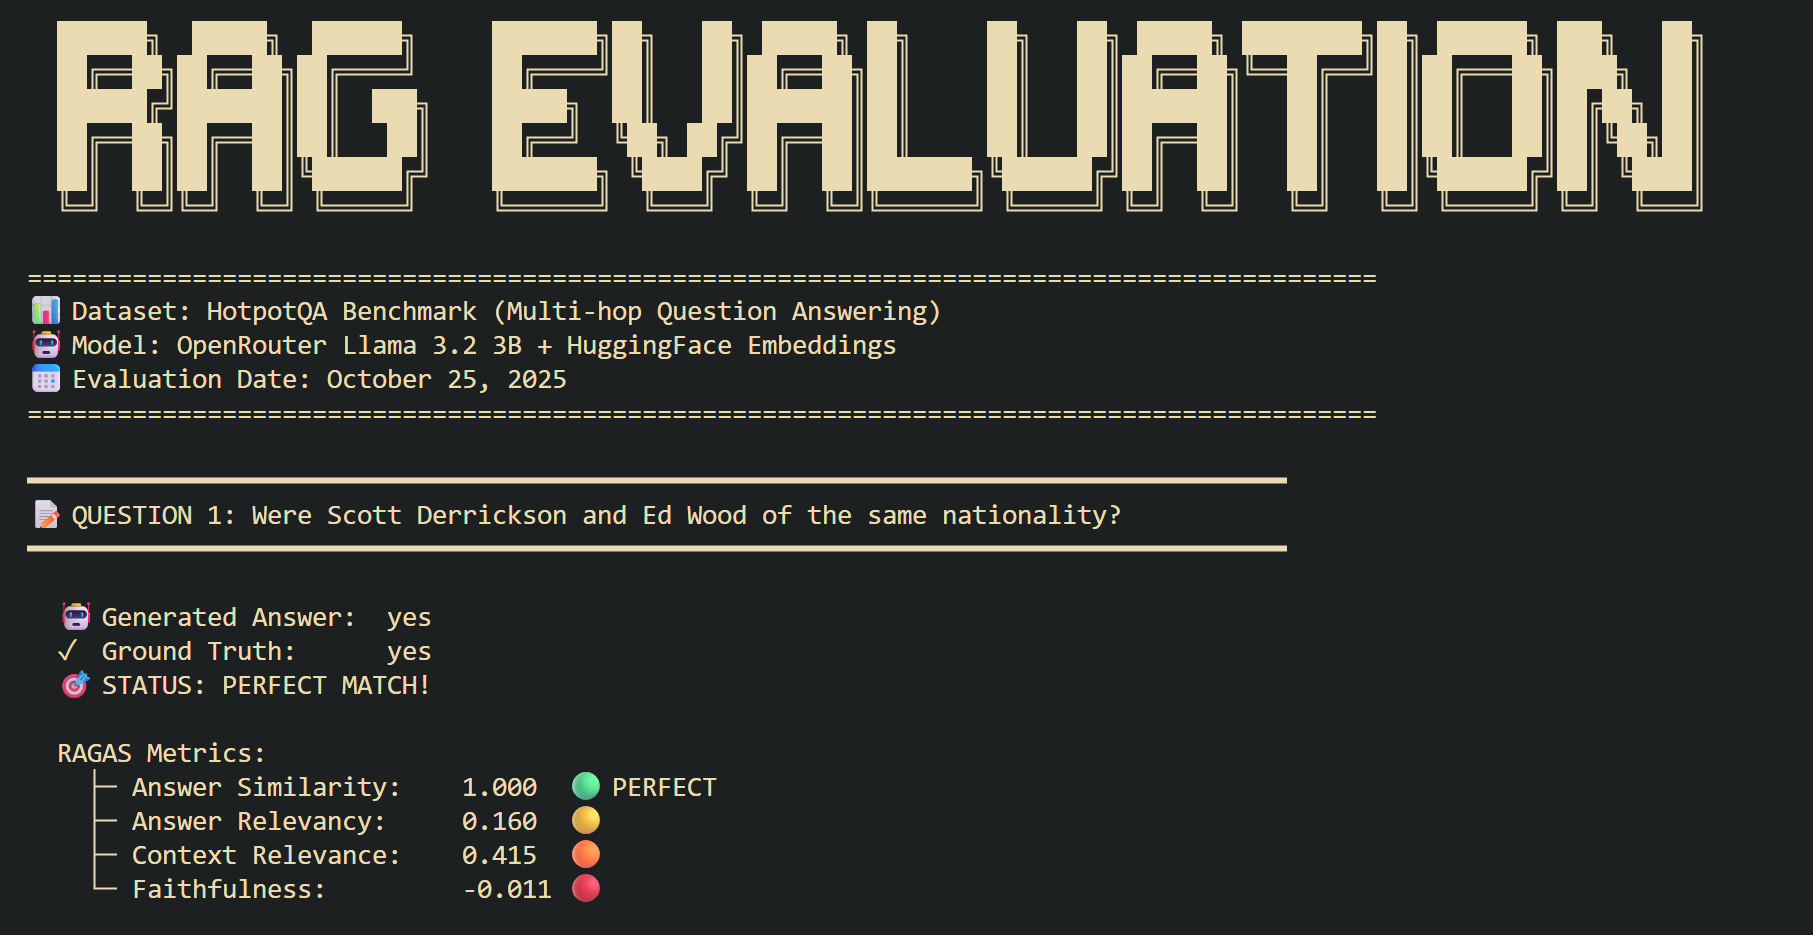 RAG EVALUATION
==========================================================================================
📊 Dataset: HotpotQA Benchmark (Multi-hop Question Answering)
🤖 Model: OpenRouter Llama 3.2 3B + HuggingFace Embeddings
📅 Evaluation Date: October 25, 2025
==========================================================================================
📝 QUESTION 1: Were Scott Derrickson and Ed Wood of the same nationality?
🤖 Generated Answer: yes
✓ Ground Truth: yes
🎯 STATUS: PERFECT MATCH!
RAGAS Metrics:
├─ Answer Similarity: 1.000 🟢 PERFECT
├─ Answer Relevancy: 0.160 🟡
├─ Context Relevance: 0.415 🟠
└─ Faithfulness: -0.011 🔴